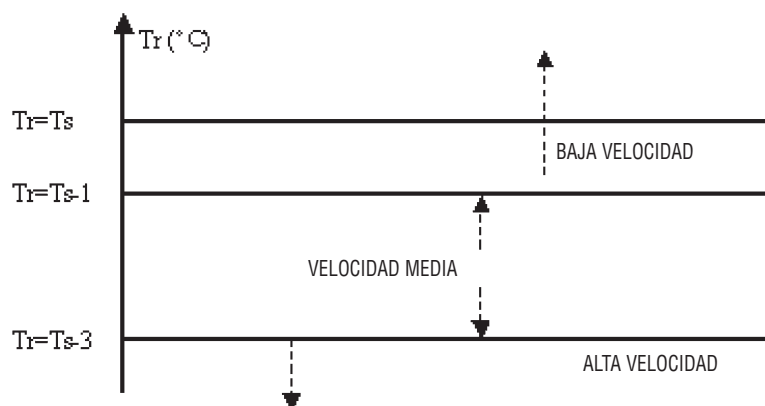 Tr (°C)
Tr=Ts
BAJA VELOCIDAD
Tr=Ts-1
VELOCIDAD MEDIA
Tr=Ts-3
ALTA VELOCIDAD